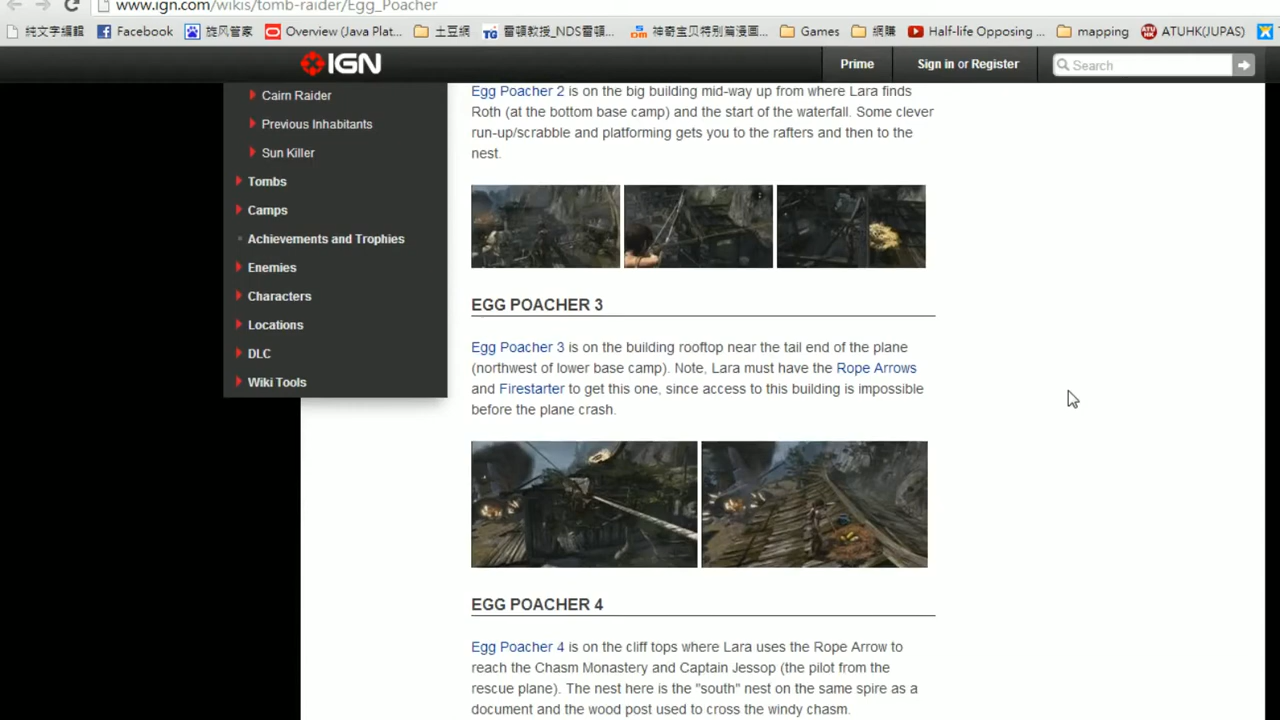 www.ign.com/wikis/tomb-raider/Egg_Poacher
純文字編輯 Facebook 旋风管家 Overview (Java Plat... 土豆網 TG 雷頓教授_NDS雷頓... 神奇宝贝特别篇漫画... Games 網購 Half-life Opposing ... mapping ATUHK(JUPAS)
IGN Prime Sign in or Register Search
Cairn Raider
Previous Inhabitants
Sun Killer
Tombs
Camps
Achievements and Trophies
Enemies
Characters
Locations
DLC
Wiki Tools
Egg Poacher 2 is on the big building mid-way up from where Lara finds
Roth (at the bottom base camp) and the start of the waterfall. Some clever
run-up/scrabble and platforming gets you to the rafters and then to the
nest.
EGG POACHER 3
Egg Poacher 3 is on the building rooftop near the tail end of the plane
(northwest of lower base camp). Note, Lara must have the Rope Arrows
and Firestarter to get this one, since access to this building is impossible
before the plane crash.
EGG POACHER 4
Egg Poacher 4 is on the cliff tops where Lara uses the Rope Arrow to
reach the Chasm Monastery and Captain Jessop (the pilot from the
rescue plane). The nest here is the "south" nest on the same spire as a
document and the wood post used to cross the windy chasm.